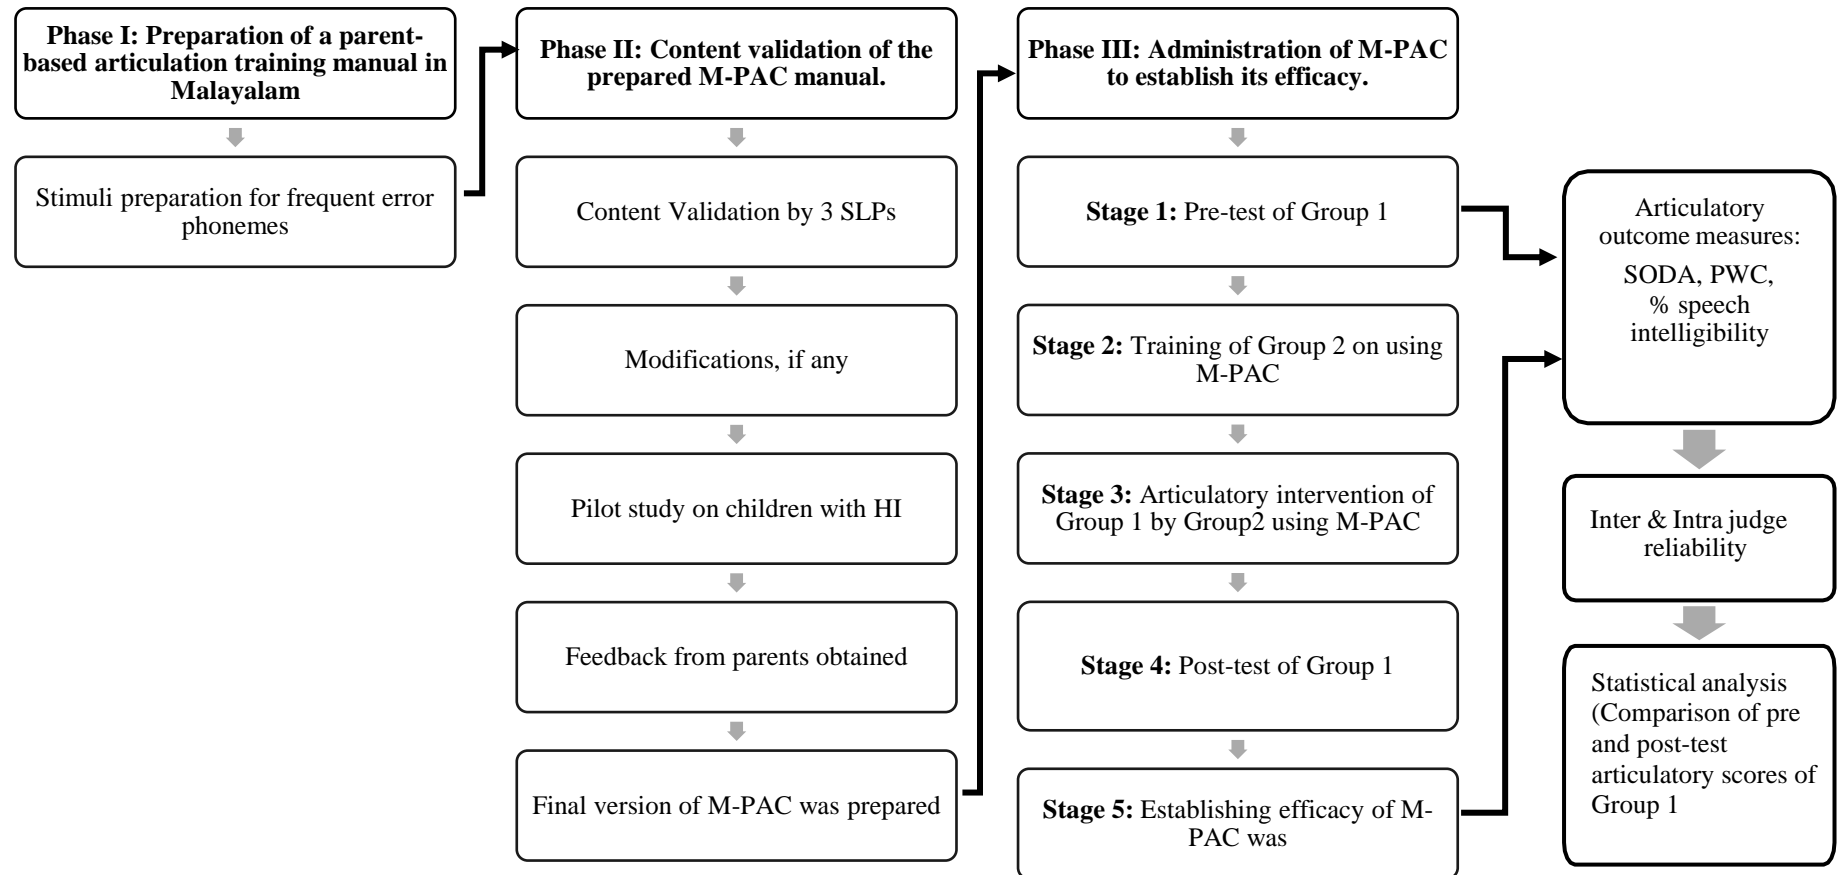 Phase I: Preparation of a parent-
based articulation training manual in
Malayalam
Stimuli preparation for frequent error
phonemes
Phase II: Content validation of the
prepared M-PAC manual.
Content Validation by 3 SLPs
Modifications, if any
Pilot study on children with HI
Feedback from parents obtained
Final version of M-PAC was prepared
Phase III: Administration of M-PAC
to establish its efficacy.
Stage 1: Pre-test of Group 1
Stage 2: Training of Group 2 on using
M-PAC
Stage 3: Articulatory intervention of
Group 1 by Group2 using M-PAC
Stage 4: Post-test of Group 1
Stage 5: Establishing efficacy of M-
PAC was
Articulatory
outcome measures:
SODA, PWC,
% speech
intelligibility
Inter & Intra judge
reliability
Statistical analysis
(Comparison of pre
and post-test
articulatory scores of
Group 1